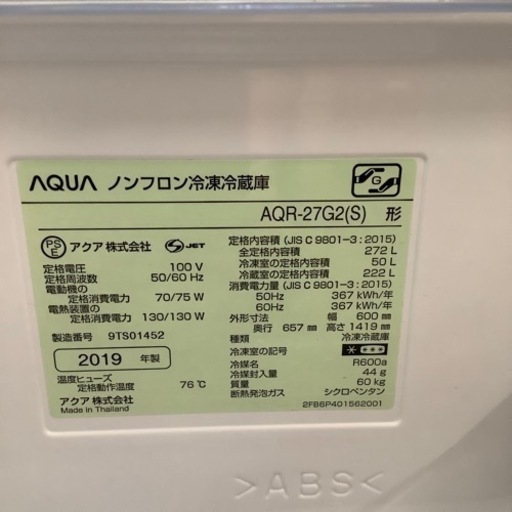 AQUA ノンフロン冷凍冷蔵庫
AQR-27G2(S) 形
PSE アクア 株式会社 S JET
定格電圧 100 V
定格周波数 50/60 Hz
電動機の
定格消費電力 70/75 W
電熱装置の
定格消費電力 130/130 W
製造番号 9TS01452
2019 年製
温度ヒューズ
定格動作温度 76℃
アクア 株式会社
Made in Thailand
定格内容積 (JIS C 9801-3 : 2015)
全定格内容積 272 L
冷凍室の定格内容積 50 L
冷蔵室の定格内容積 222 L
消費電力量 (JIS C 9801-3 : 2015)
50Hz 367 kWh/年
60Hz 367 kWh/年
外形寸法 幅 600 mm
奥行 657 mm 高さ 1419 mm
種類 冷凍冷蔵庫
冷凍室の記号
冷媒名 R600a
冷媒封入量 44 g
質量 60 kg
断熱発泡ガス シクロペンタン
2FB6P401562001
>ABS<